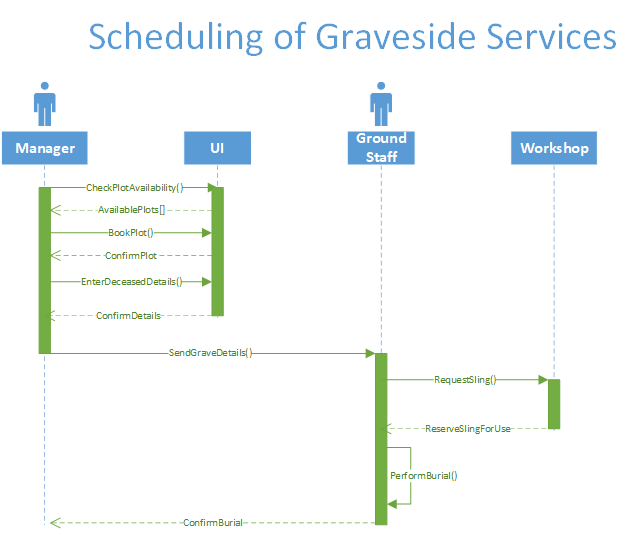 Scheduling of Graveside Services
Manager
UI
Ground
Staff
Workshop
CheckPlotAvailability()
AvailablePlots[]
BookPlot()
ConfirmPlot
EnterDeceasedDetails()
ConfirmDetails
SendGraveDetails()
RequestSling()
ReserveSlingForUse
PerformBurial()
ConfirmBurial